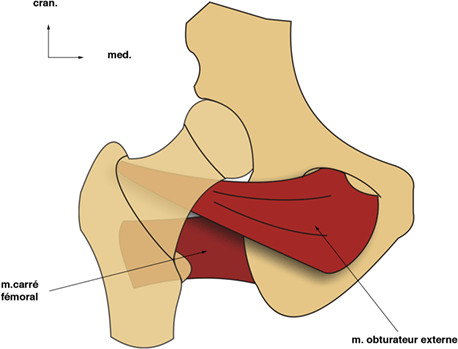 cran.
med.
m.carré
fémoral
m. obturateur externe